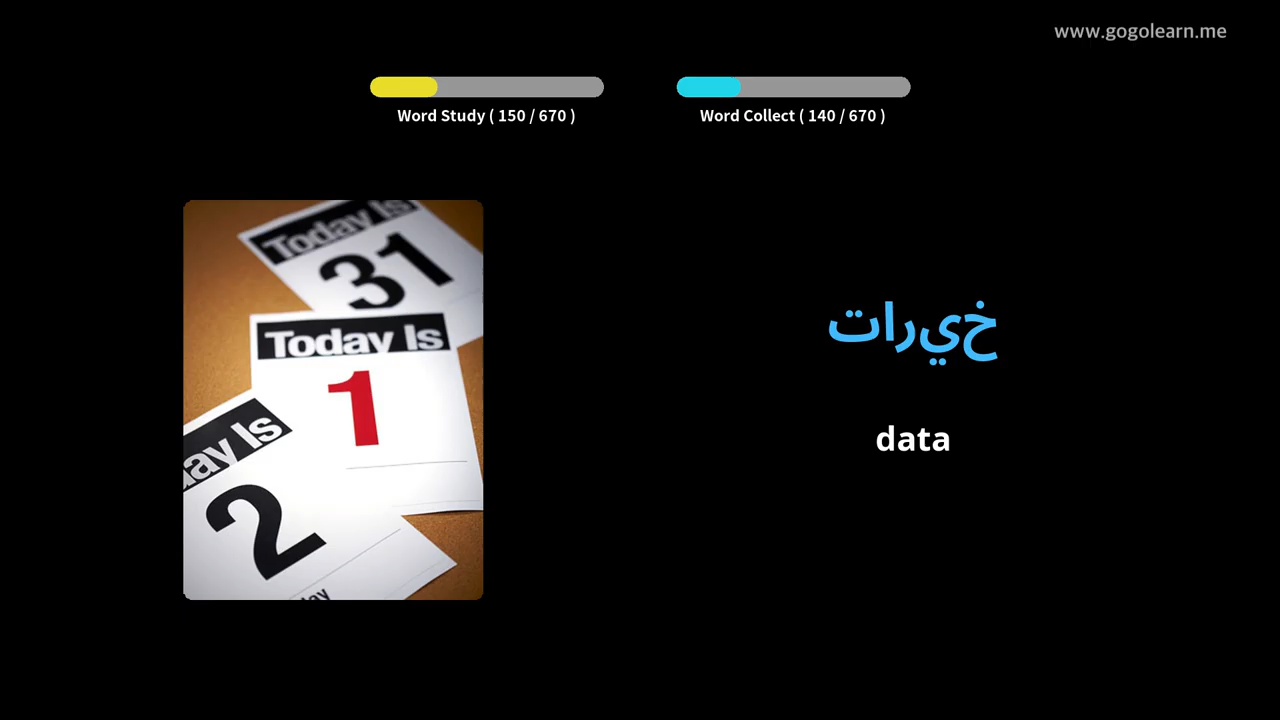 www.gogolearn.me
Word Study ( 150 / 670 )
Word Collect ( 140 / 670 )
Today Is
31
Today Is
1
ay Is
2
تاريخ
data